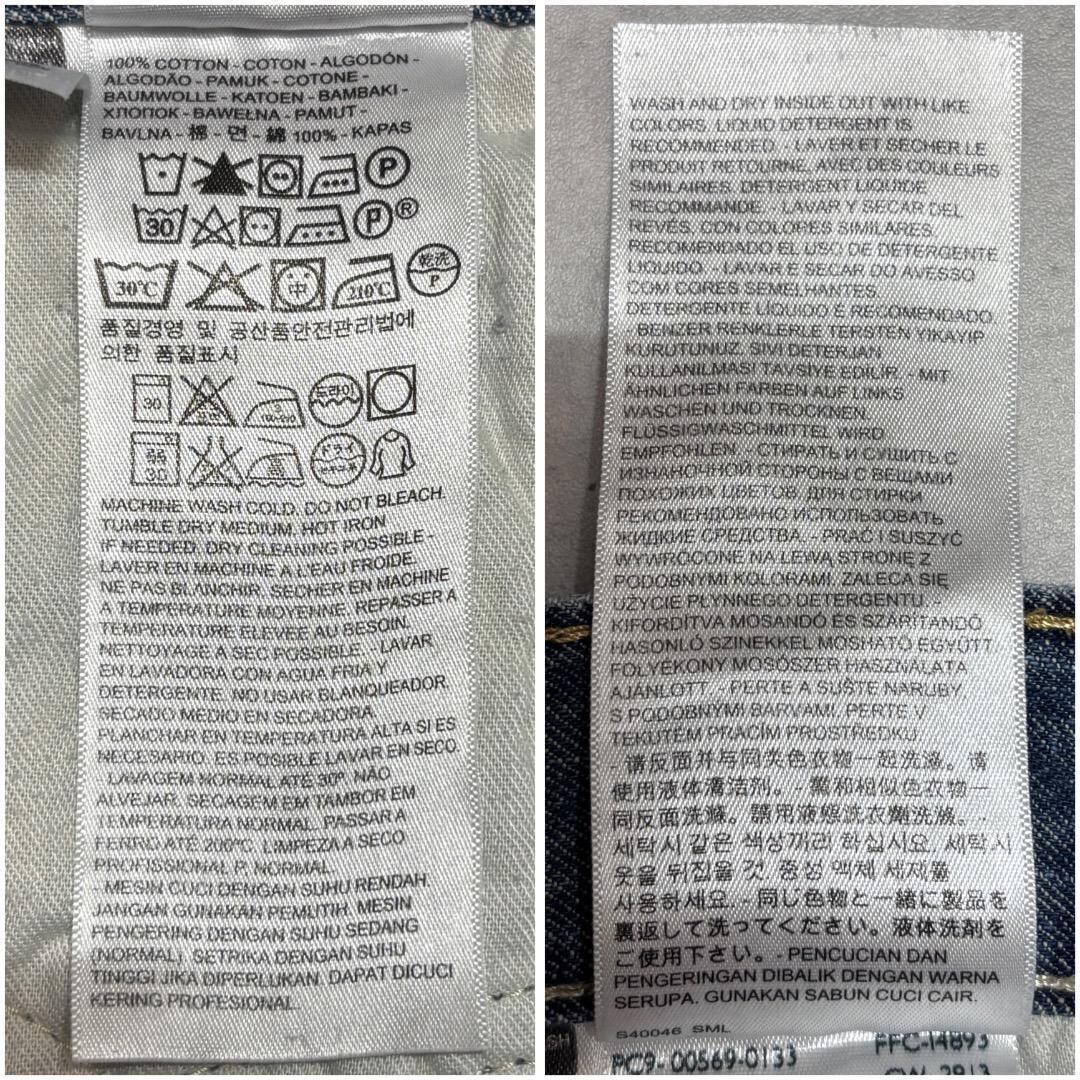 100% COTTON - COTON - ALGODÓN -
ALGODÃO - PAMUK - COTONE -
BAUMWOLLE - KATOEN - BAMBAKI -
ХЛОПОК - BAWEŁNA - PAMUT -
BAVLNA - 棉 - 면 - 綿 100% - KAPAS
P
30 P®
30℃ 中 210℃ 乾洗 P
품질경영 및 공산품안전관리법에
의한 품질표시
30 드라이
30 ドライ
MACHINE WASH COLD. DO NOT BLEACH.
TUMBLE DRY MEDIUM. HOT IRON
IF NEEDED. DRY CLEANING POSSIBLE -
LAVER EN MACHINE A L'EAU FROIDE.
NE PAS BLANCHIR. SECHER EN MACHINE
A TEMPERATURE MOYENNE. REPASSER A
TEMPERATURE ELEVEE AU BESOIN.
NETTOYAGE A SEC POSSIBLE. - LAVAR
EN LAVADORA CON AGUA FRIA Y
DETERGENTE. NO USAR BLANQUEADOR.
SECADO MEDIO EN SECADORA.
PLANCHAR EN TEMPERATURA ALTA SI ES
NECESARIO. ES POSIBLE LAVAR EN SECO.
- LAVAGEM NORMAL ATÉ 30º. NÃO
ALVEJAR. SECAGEM EM TAMBOR EM
TEMPERATURA NORMAL. PASSAR A
FERRO ATÉ 200ºC. LIMPEZA A SECO
PROFISSIONAL P. NORMAL.
- MESIN CUCI DENGAN SUHU RENDAH.
JANGAN GUNAKAN PEMUTIH. MESIN
PENGERING DENGAN SUHU SEDANG
(NORMAL). SETRIKA DENGAN SUHU
TINGGI JIKA DIPERLUKAN. DAPAT DICUCI
KERING PROFESIONAL.
WASH AND DRY INSIDE OUT WITH LIKE
COLORS. LIQUID DETERGENT IS
RECOMMENDED. - LAVER ET SECHER LE
PRODUIT RETOURNE, AVEC DES COULEURS
SIMILAIRES. DETERGENT LIQUIDE
RECOMMANDE. - LAVAR Y SECAR DEL
REVÉS, CON COLORES SIMILARES.
RECOMENDADO EL USO DE DETERGENTE
LIQUIDO. - LAVAR E SECAR DO AVESSO
COM CORES SEMELHANTES.
DETERGENTE LÍQUIDO É RECOMENDADO.
- BENZER RENKLERLE TERSTEN YIKAYIP
KURUTUNUZ. SIVI DETERJAN
KULLANILMASI TAVSİYE EDİLİR. - MIT
ÄHNLICHEN FARBEN AUF LINKS
WASCHEN UND TROCKNEN.
FLÜSSIGWASCHMITTEL WIRD
EMPFOHLEN. - СТИРАТЬ И СУШИТЬ С
ИЗНАНОЧНОЙ СТОРОНЫ С ВЕЩАМИ
ПОХОЖИХ ЦВЕТОВ. ДЛЯ СТИРКИ
РЕКОМЕНДОВАНО ИСПОЛЬЗОВАТЬ
ЖИДКИЕ СРЕДСТВА. - PRAĆ I SUSZYĆ
WYWRÓCONE NA LEWĄ STRONĘ Z
PODOBNYMI KOLORAMI. ZALECA SIĘ
UŻYCIE PŁYNNEGO DETERGENTU. -
KIFORDÍTVA MOSANDÓ ÉS SZÁRÍTANDÓ
HASONLÓ SZINEKKEL MOSHATÓ EGYÜTT.
FOLYÉKONY MOSÓSZER HASZNÁLATA
AJÁNLOTT. - PERTE A SUŠTE NARUBY
S PODOBNÝMI BARVAMI. PERTE V
TEKUTÉM PRACÍM PROSTŘEDKU.
- 请反面并与同类色衣物一起洗涤。请
使用液体清洁剂。- 需和相似色衣物一
同反面洗滌。請用液態洗衣劑洗滌。-
세탁시 같은 색상끼리 하십시요. 세탁시
옷을 뒤집을 것. 중성 액체 세제를
사용하세요. - 同じ色物と一緒に製品を
裏返して洗ってください。液体洗剤を
ご使用下さい。- PENCUCIAN DAN
PENGERINGAN DIBALIK DENGAN WARNA
SERUPA. GUNAKAN SABUN CUCI CAIR.
S40046 SML
PC9-00569-0133 FFC-14893